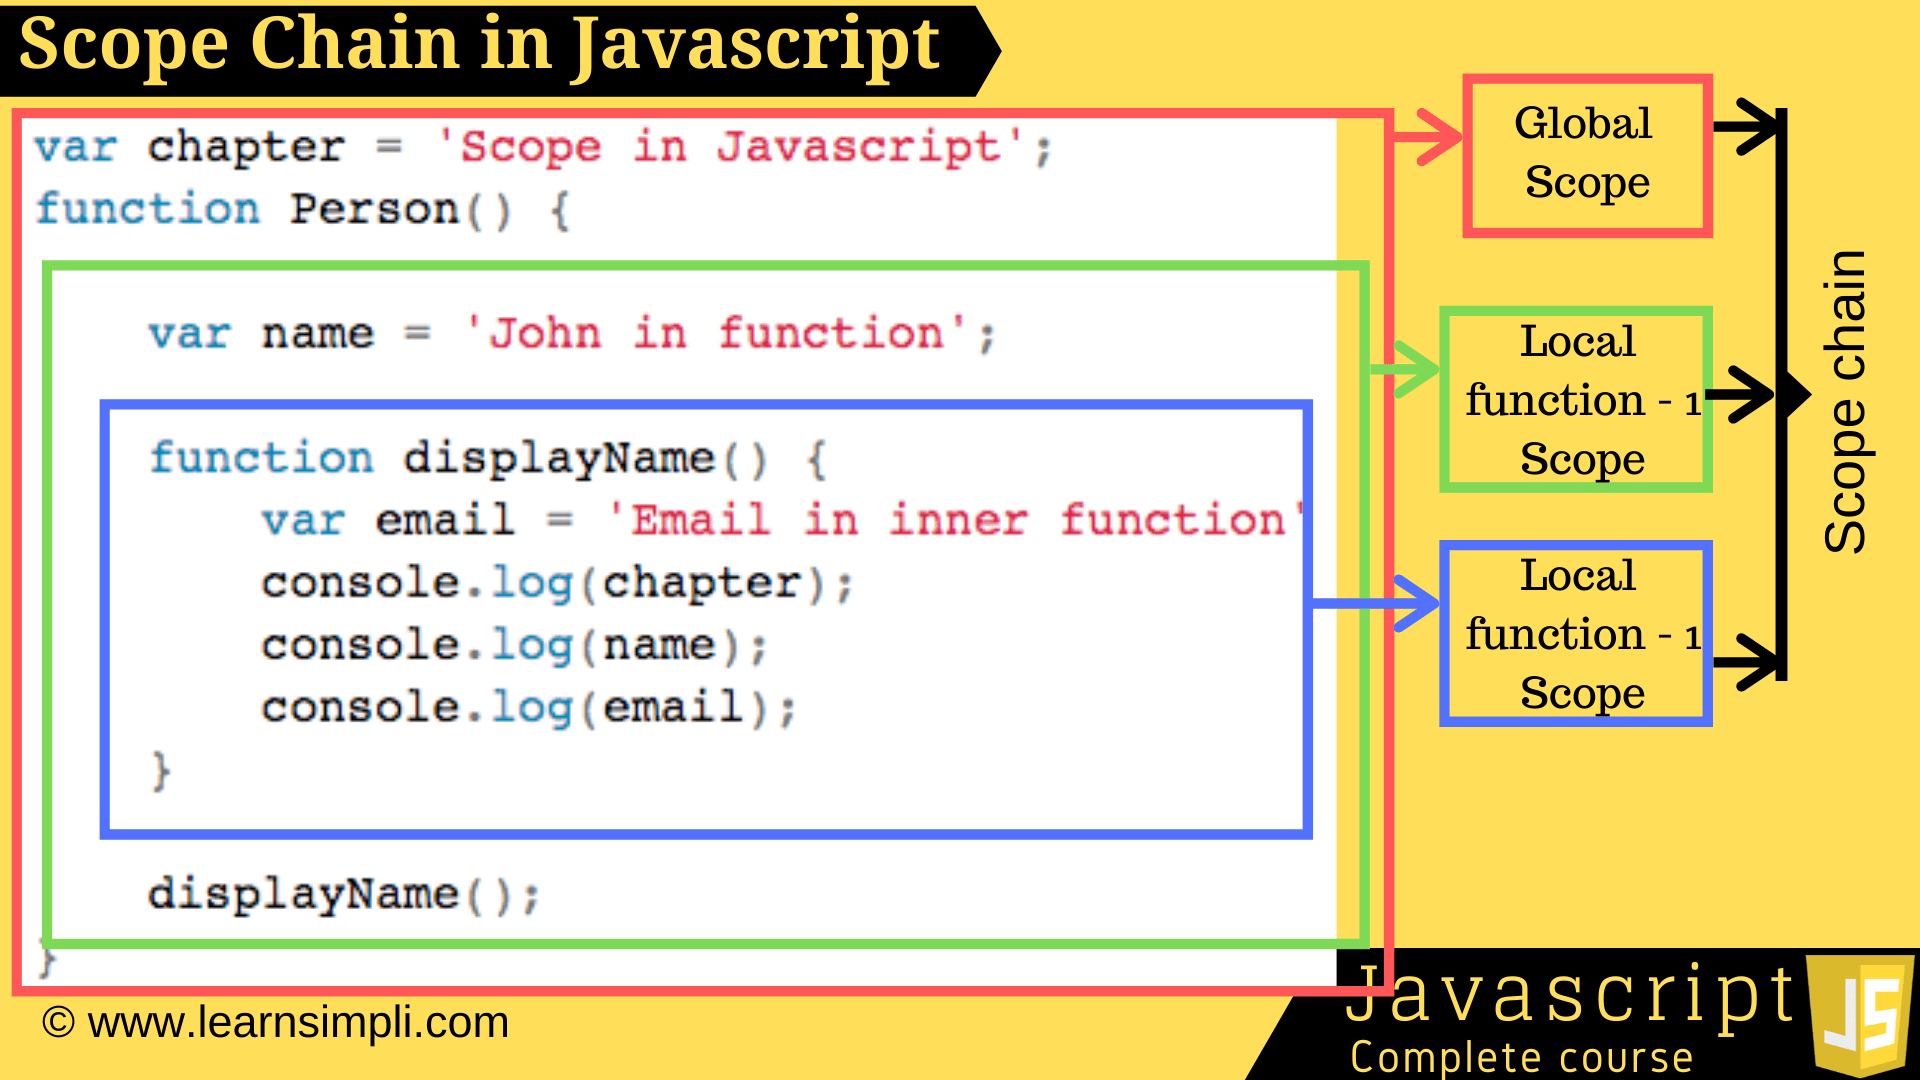 Scope Chain in Javascript
var chapter = 'Scope in Javascript';
function Person() {
var name = 'John in function';
function displayName() {
var email = 'Email in inner function'
console.log(chapter);
console.log(name);
console.log(email);
}
displayName();
}
Global
Scope
Local
function - 1
Scope
Local
function - 1
Scope
Scope chain
© www.learnsimpli.com
Javascript
Complete course
JS